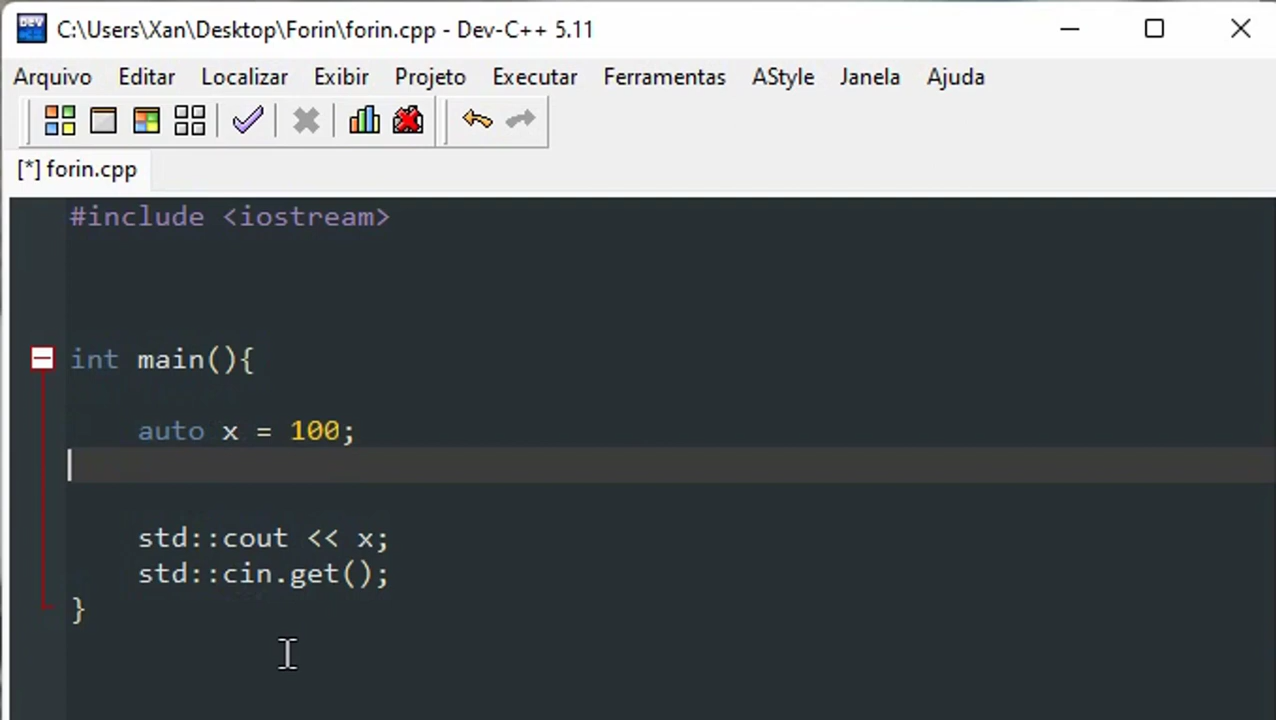 DEV
C:\Users\Xan\Desktop\Forin\forin.cpp - Dev-C++ 5.11
Arquivo Editar Localizar Exibir Projeto Executar Ferramentas AStyle Janela Ajuda
[*] forin.cpp
#include <iostream>
int main(){
auto x = 100;
std::cout << x;
std::cin.get();
}